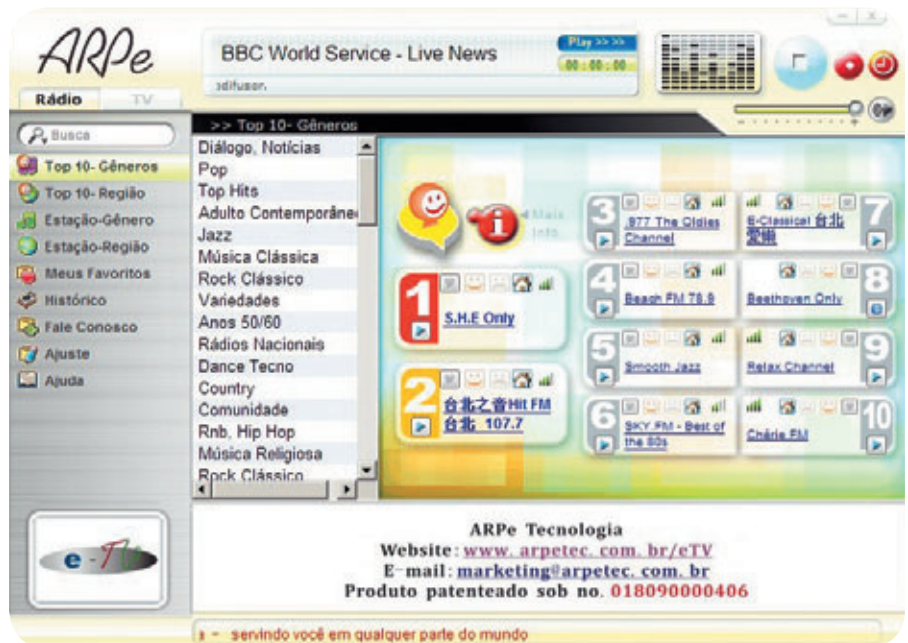 ARPe
BBC World Service - Live News
Play >> >>
00 : 00 : 00
Rádio
TV
Busca
Top 10- Gêneros
Top 10- Região
Estação-Gênero
Estação-Região
Meus Favoritos
Histórico
Fale Conosco
Ajuste
Ajuda
>> Top 10- Gêneros
Diálogo, Notícias
Pop
Top Hits
Adulto Contemporâne
Jazz
Música Clássica
Rock Clássico
Variedades
Anos 50/60
Rádios Nacionais
Dance Tecno
Country
Comunidade
Rnb, Hip Hop
Música Religiosa
Rock Clássico
Mais
Info
1
S.H.E Only
2
台北之音Hit FM
台北 107.7
3
.977 The Oldies
Channel
4
Beach FM 78.9
5
Smooth Jazz
6
SKY.FM - Best of
the 80s
7
E-Classical 台北
愛樂
8
Beethoven Only
9
Relax Channel
10
Chérie FM
e-TV
ARPe Tecnologia
Website: www. arpetec. com. br/eTV
E-mail: marketing@arpetec. com. br
Produto patenteado sob no. 018090000406
- servindo você em qualquer parte do mundo